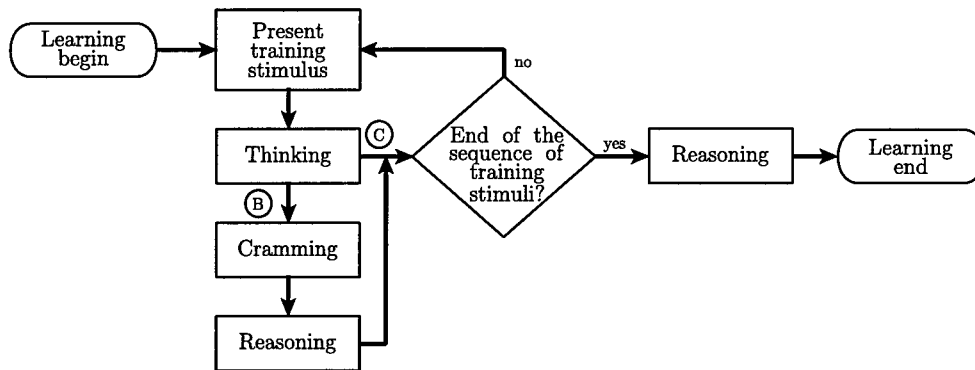 Learning
begin
Present
training
stimulus
no
Thinking
C
End of the
sequence of
training
stimuli?
yes
Reasoning
Learning
end
B
Cramming
Reasoning